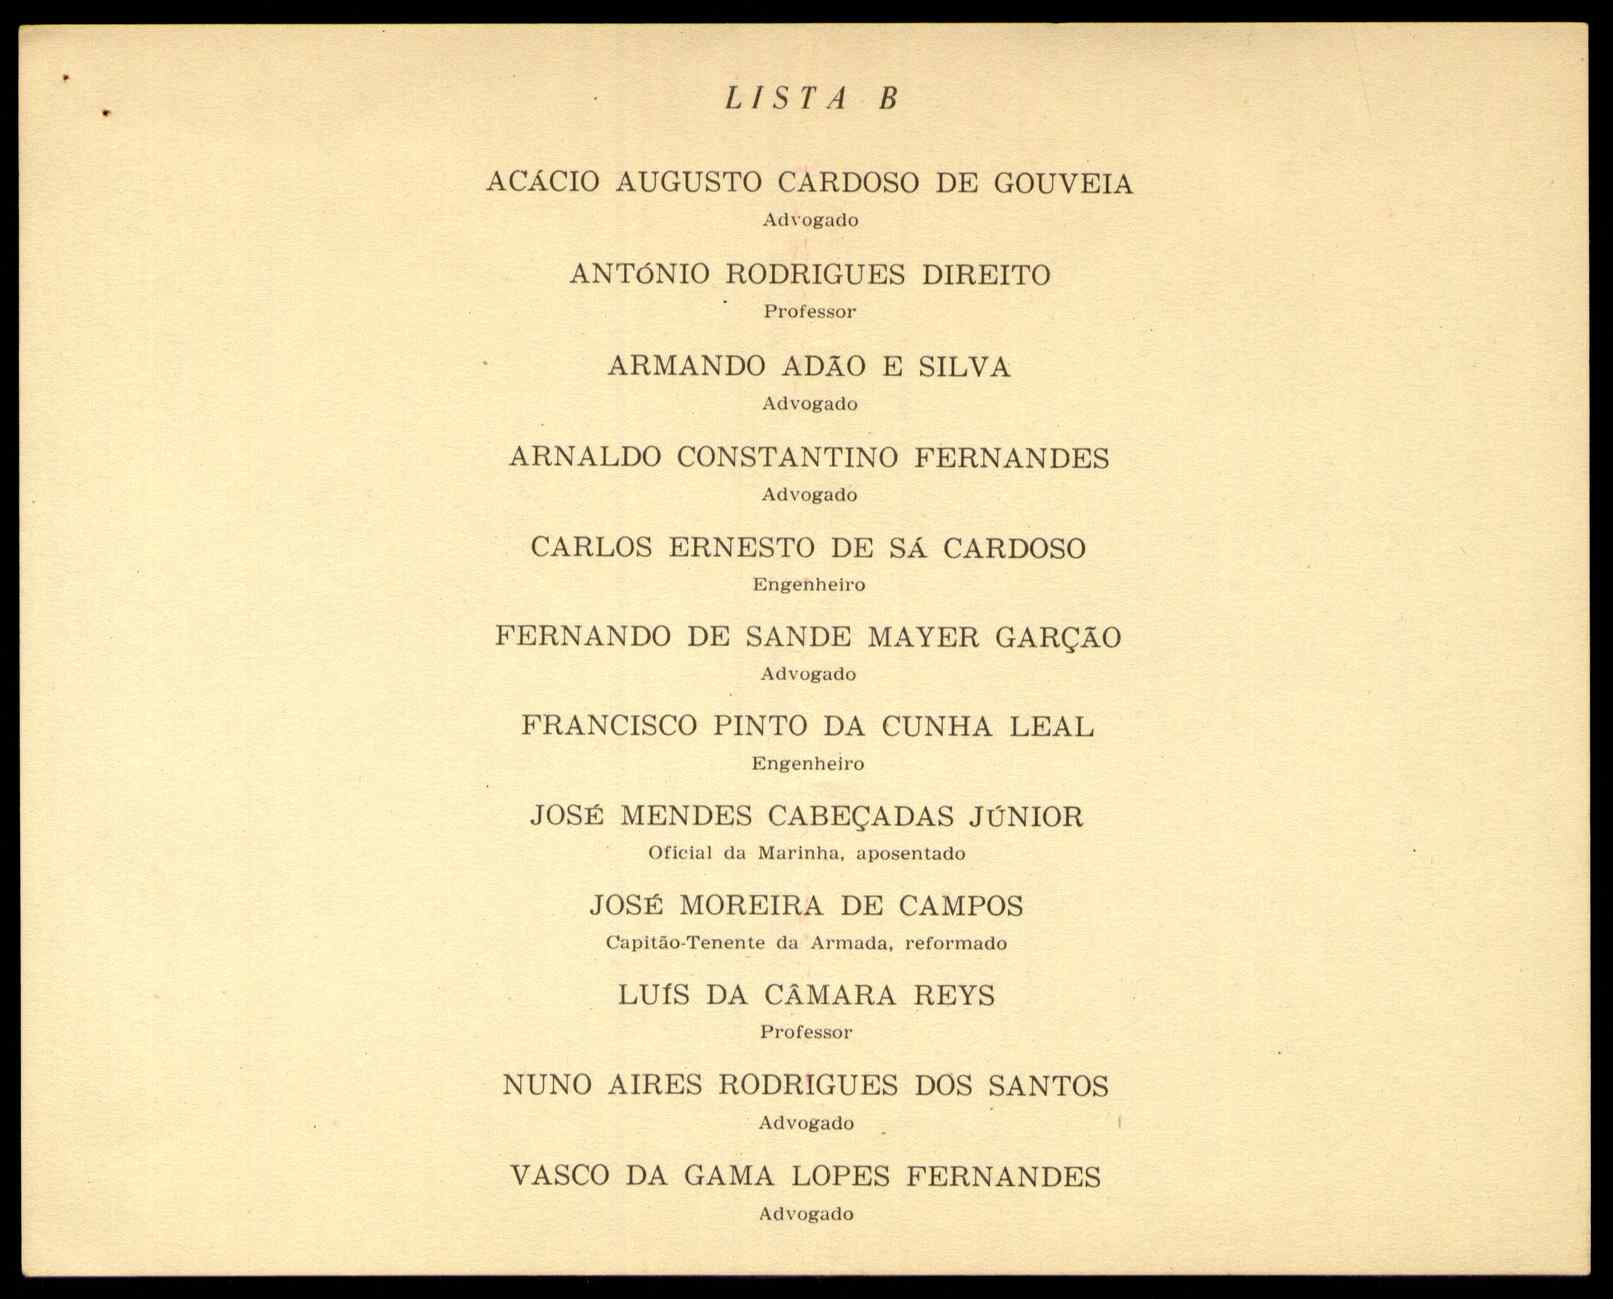 LISTA B
ACÁCIO AUGUSTO CARDOSO DE GOUVEIA
Advogado
ANTÓNIO RODRIGUES DIREITO
Professor
ARMANDO ADÃO E SILVA
Advogado
ARNALDO CONSTANTINO FERNANDES
Advogado
CARLOS ERNESTO DE SÁ CARDOSO
Engenheiro
FERNANDO DE SANDE MAYER GARÇÃO
Advogado
FRANCISCO PINTO DA CUNHA LEAL
Engenheiro
JOSÉ MENDES CABEÇADAS JÚNIOR
Oficial da Marinha, aposentado
JOSÉ MOREIRA DE CAMPOS
Capitão-Tenente da Armada, reformado
LUÍS DA CÂMARA REYS
Professor
NUNO AIRES RODRIGUES DOS SANTOS
Advogado
VASCO DA GAMA LOPES FERNANDES
Advogado